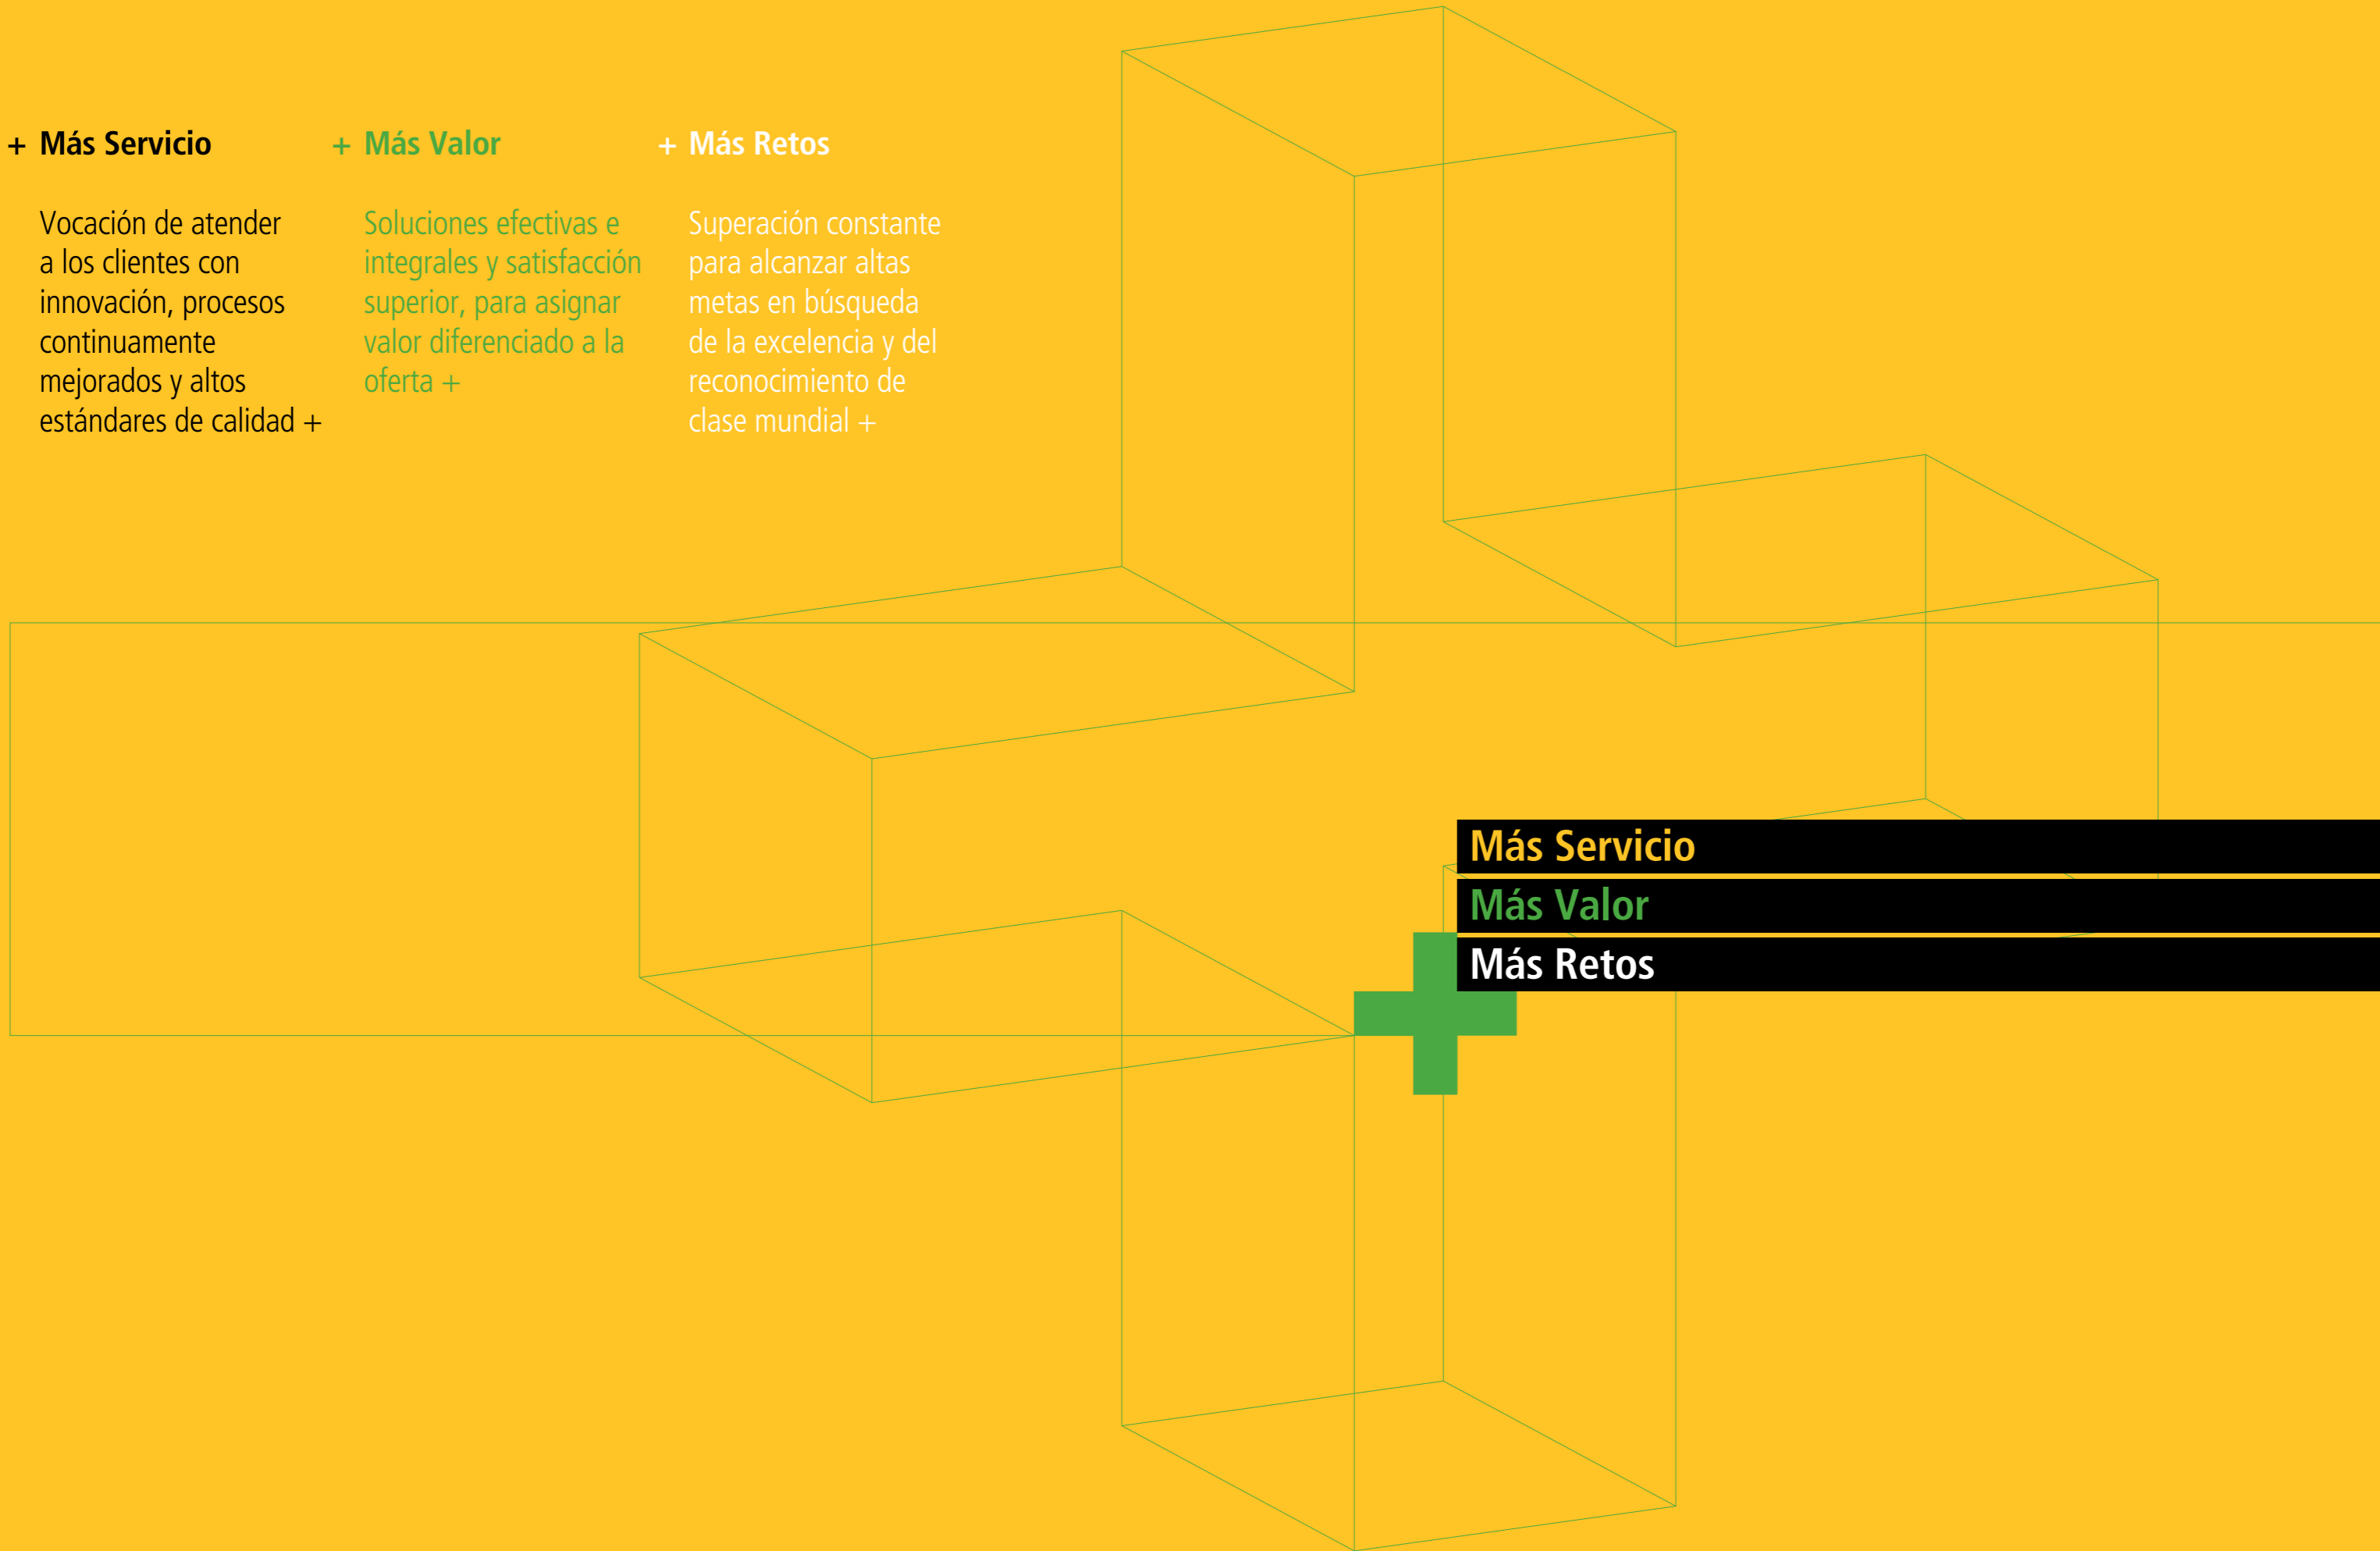 + Más Servicio
Vocación de atender
a los clientes con
innovación, procesos
continuamente
mejorados y altos
estándares de calidad +
+ Más Valor
Soluciones efectivas e
integrales y satisfacción
superior, para asignar
valor diferenciado a la
oferta +
+ Más Retos
Superación constante
para alcanzar altas
metas en búsqueda
de la excelencia y del
reconocimiento de
clase mundial +
Más Servicio
Más Valor
Más Retos